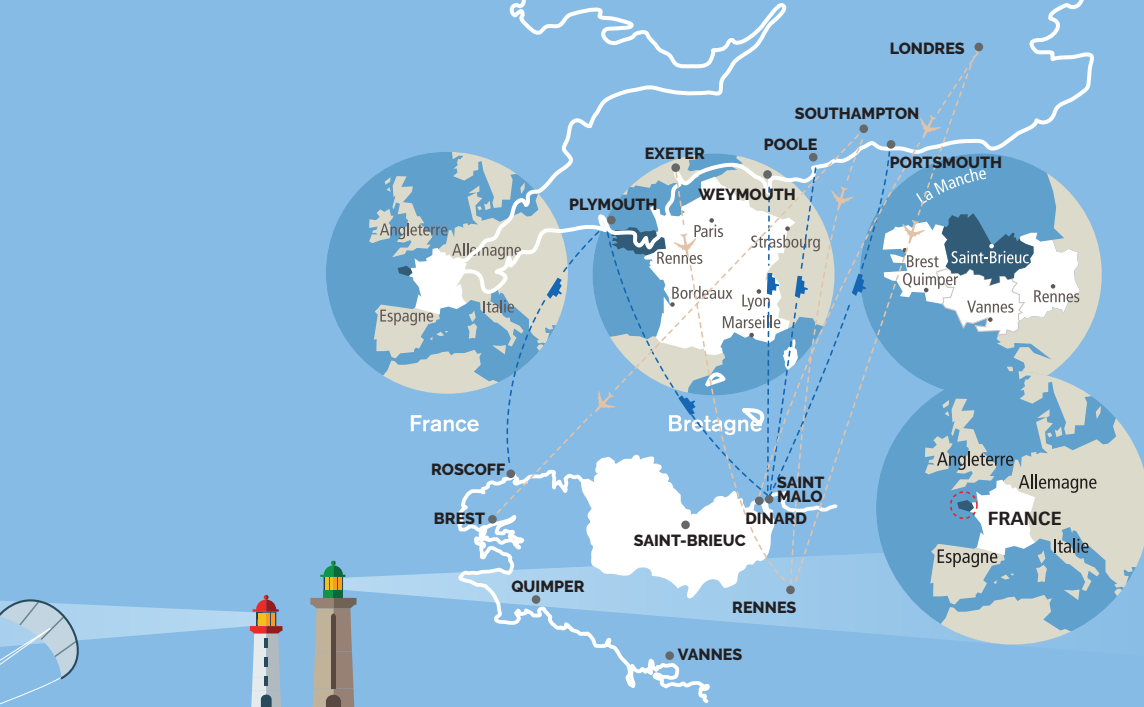 LONDRES
SOUTHAMPTON
POOLE
PORTSMOUTH
EXETER
WEYMOUTH
PLYMOUTH
La Manche
Angleterre
Allemagne
Espagne
Italie
Paris
Strasbourg
Rennes
Bordeaux
Lyon
Marseille
Brest
Saint-Brieuc
Quimper
Vannes
Rennes
France
Bretagne
Angleterre
Allemagne
FRANCE
Espagne
Italie
ROSCOFF
SAINT
MALO
BREST
DINARD
SAINT-BRIEUC
QUIMPER
RENNES
VANNES